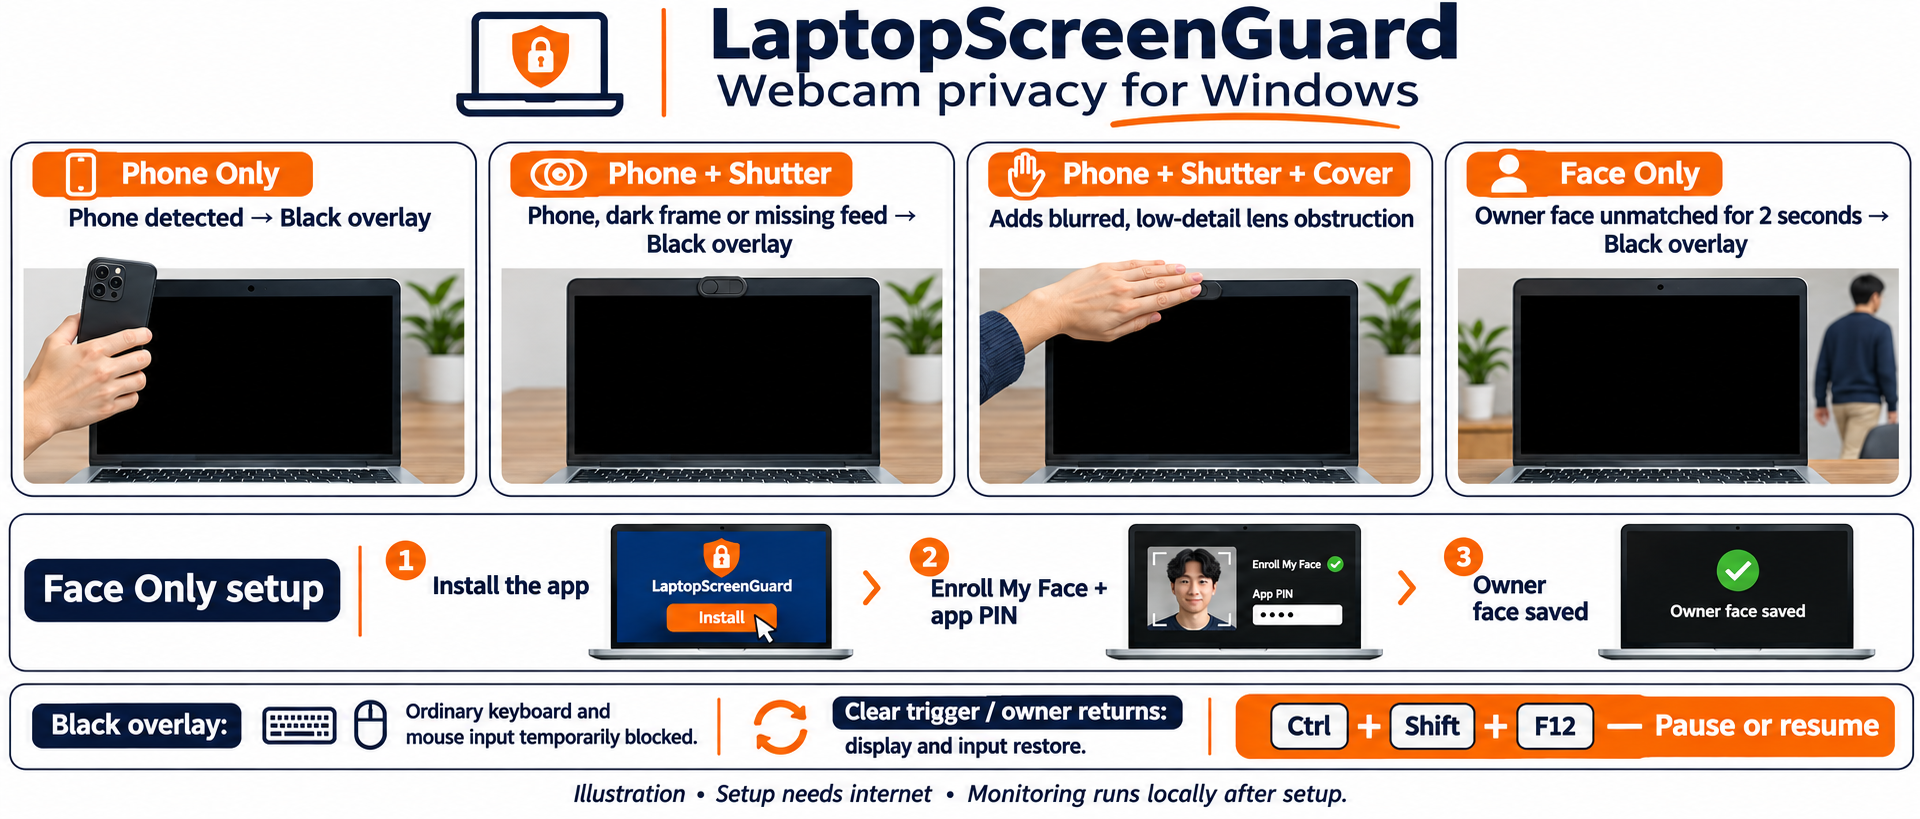 LaptopScreenGuard
Webcam privacy for Windows
Phone Only
Phone detected → Black overlay
Phone + Shutter
Phone, dark frame or missing feed →
Black overlay
Phone + Shutter + Cover
Adds blurred, low-detail lens obstruction
Face Only
Owner face unmatched for 2 seconds →
Black overlay
Face Only setup
1
Install the app
LaptopScreenGuard
Install
2
Enroll My Face +
app PIN
Enroll My Face
App PIN
3
Owner
face saved
Owner face saved
Black overlay:
Ordinary keyboard and
mouse input temporarily blocked.
Clear trigger / owner returns:
display and input restore.
Ctrl + Shift + F12 — Pause or resume
Illustration • Setup needs internet • Monitoring runs locally after setup.